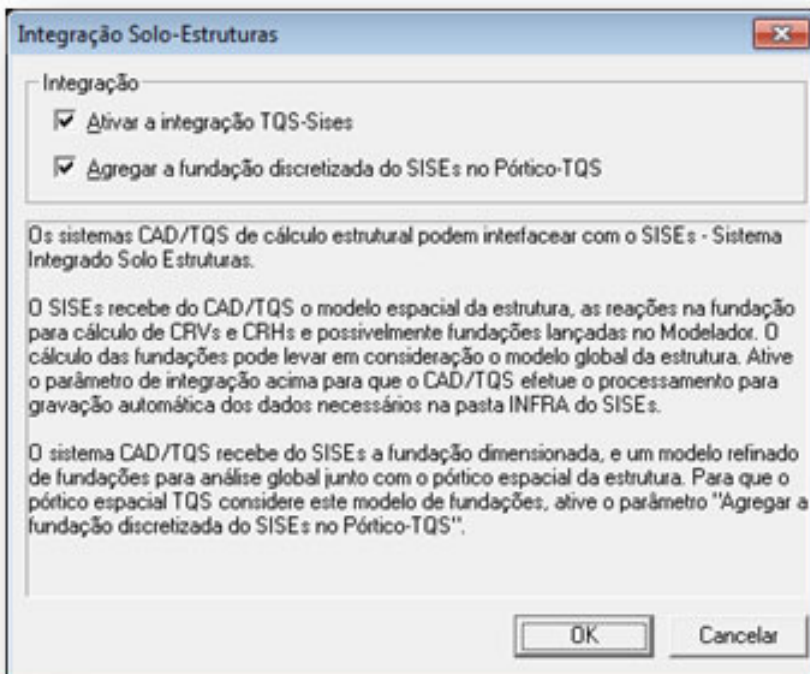 Integração Solo-Estruturas
Integração
Ativar a integração TQS-Sises
Agregar a fundação discretizada do SISEs no Pórtico-TQS
Os sistemas CAD/TQS de cálculo estrutural podem interfacear com o SISEs - Sistema
Integrado Solo Estruturas.
O SISEs recebe do CAD/TQS o modelo espacial da estrutura, as reações na fundação
para cálculo de CRVs e CRHs e possivelmente fundações lançadas no Modelador. O
cálculo das fundações pode levar em consideração o modelo global da estrutura. Ative
o parâmetro de integração acima para que o CAD/TQS efetue o processamento para
gravação automática dos dados necessários na pasta INFRA do SISEs.
O sistema CAD/TQS recebe do SISEs a fundação dimensionada, e um modelo refinado
de fundações para análise global junto com o pórtico espacial da estrutura. Para que o
pórtico espacial TQS considere este modelo de fundações, ative o parâmetro "Agregar a
fundação discretizada do SISEs no Pórtico-TQS".
OK
Cancelar